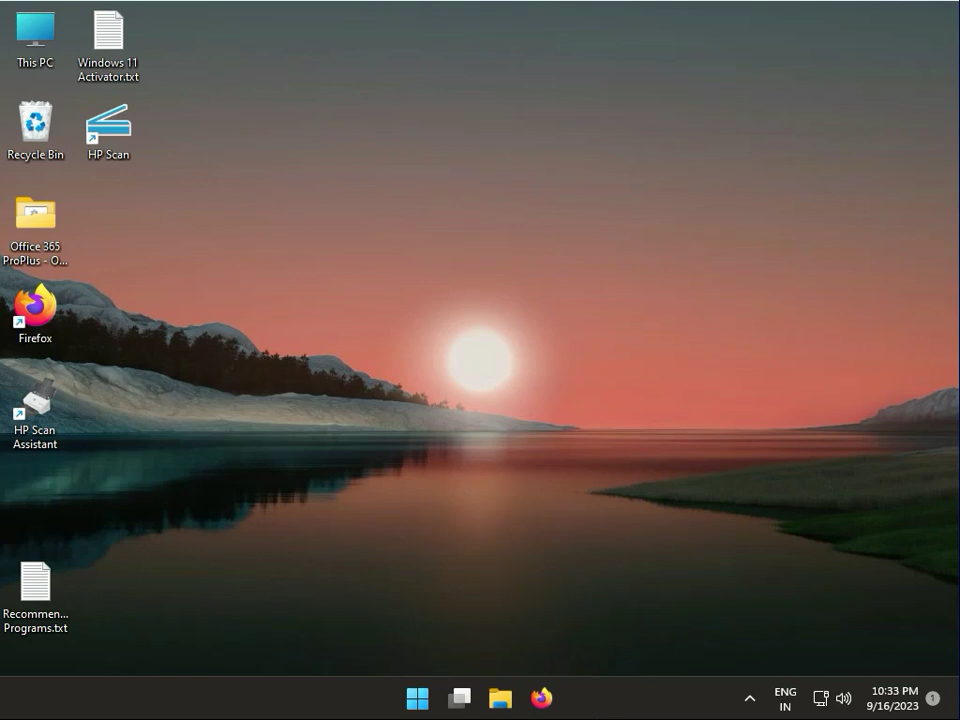 This PC
Windows 11
Activator.txt
Recycle Bin
HP Scan
Office 365
ProPlus - O...
Firefox
HP Scan
Assistant
Recommen...
Programs.txt
ENG
IN
10:33 PM
9/16/2023
1